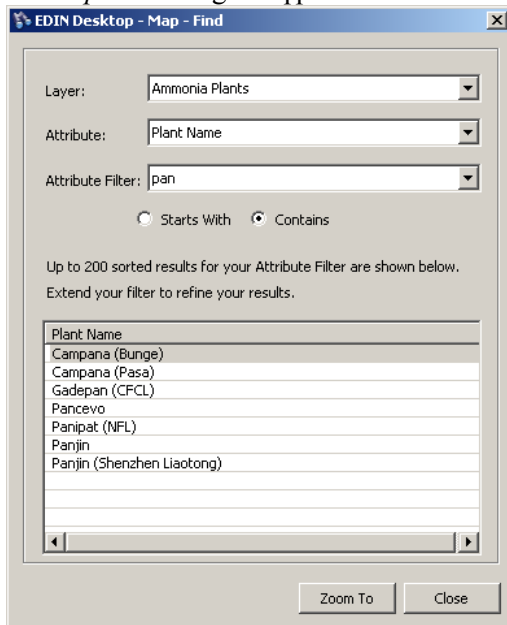 EDIN Desktop - Map - Find
Layer: Ammonia Plants
Attribute: Plant Name
Attribute Filter: pan
Starts With Contains
Up to 200 sorted results for your Attribute Filter are shown below.
Extend your filter to refine your results.
Plant Name
Campana (Bunge)
Campana (Pasa)
Gadepan (CFCL)
Pancevo
Panipat (NFL)
Panjin
Panjin (Shenzhen Liaotong)
Zoom To Close